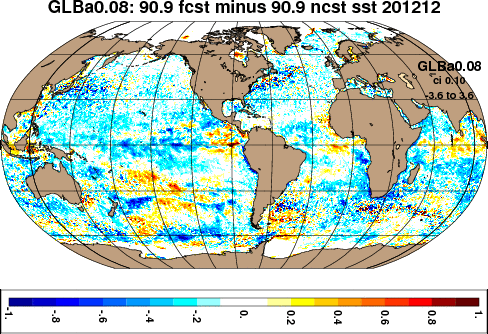 GLBa0.08: 90.9 fcst minus 90.9 ncst sst 201212
GLBa0.08
ci 0.10
-3.6 to 3.6
-1. -.8 -.6 -.4 -.2 0. 0.2 0.4 0.6 0.8 1.